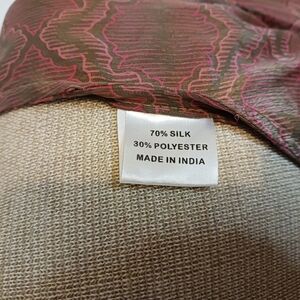 70% SILK
30% POLYESTER
MADE IN INDIA